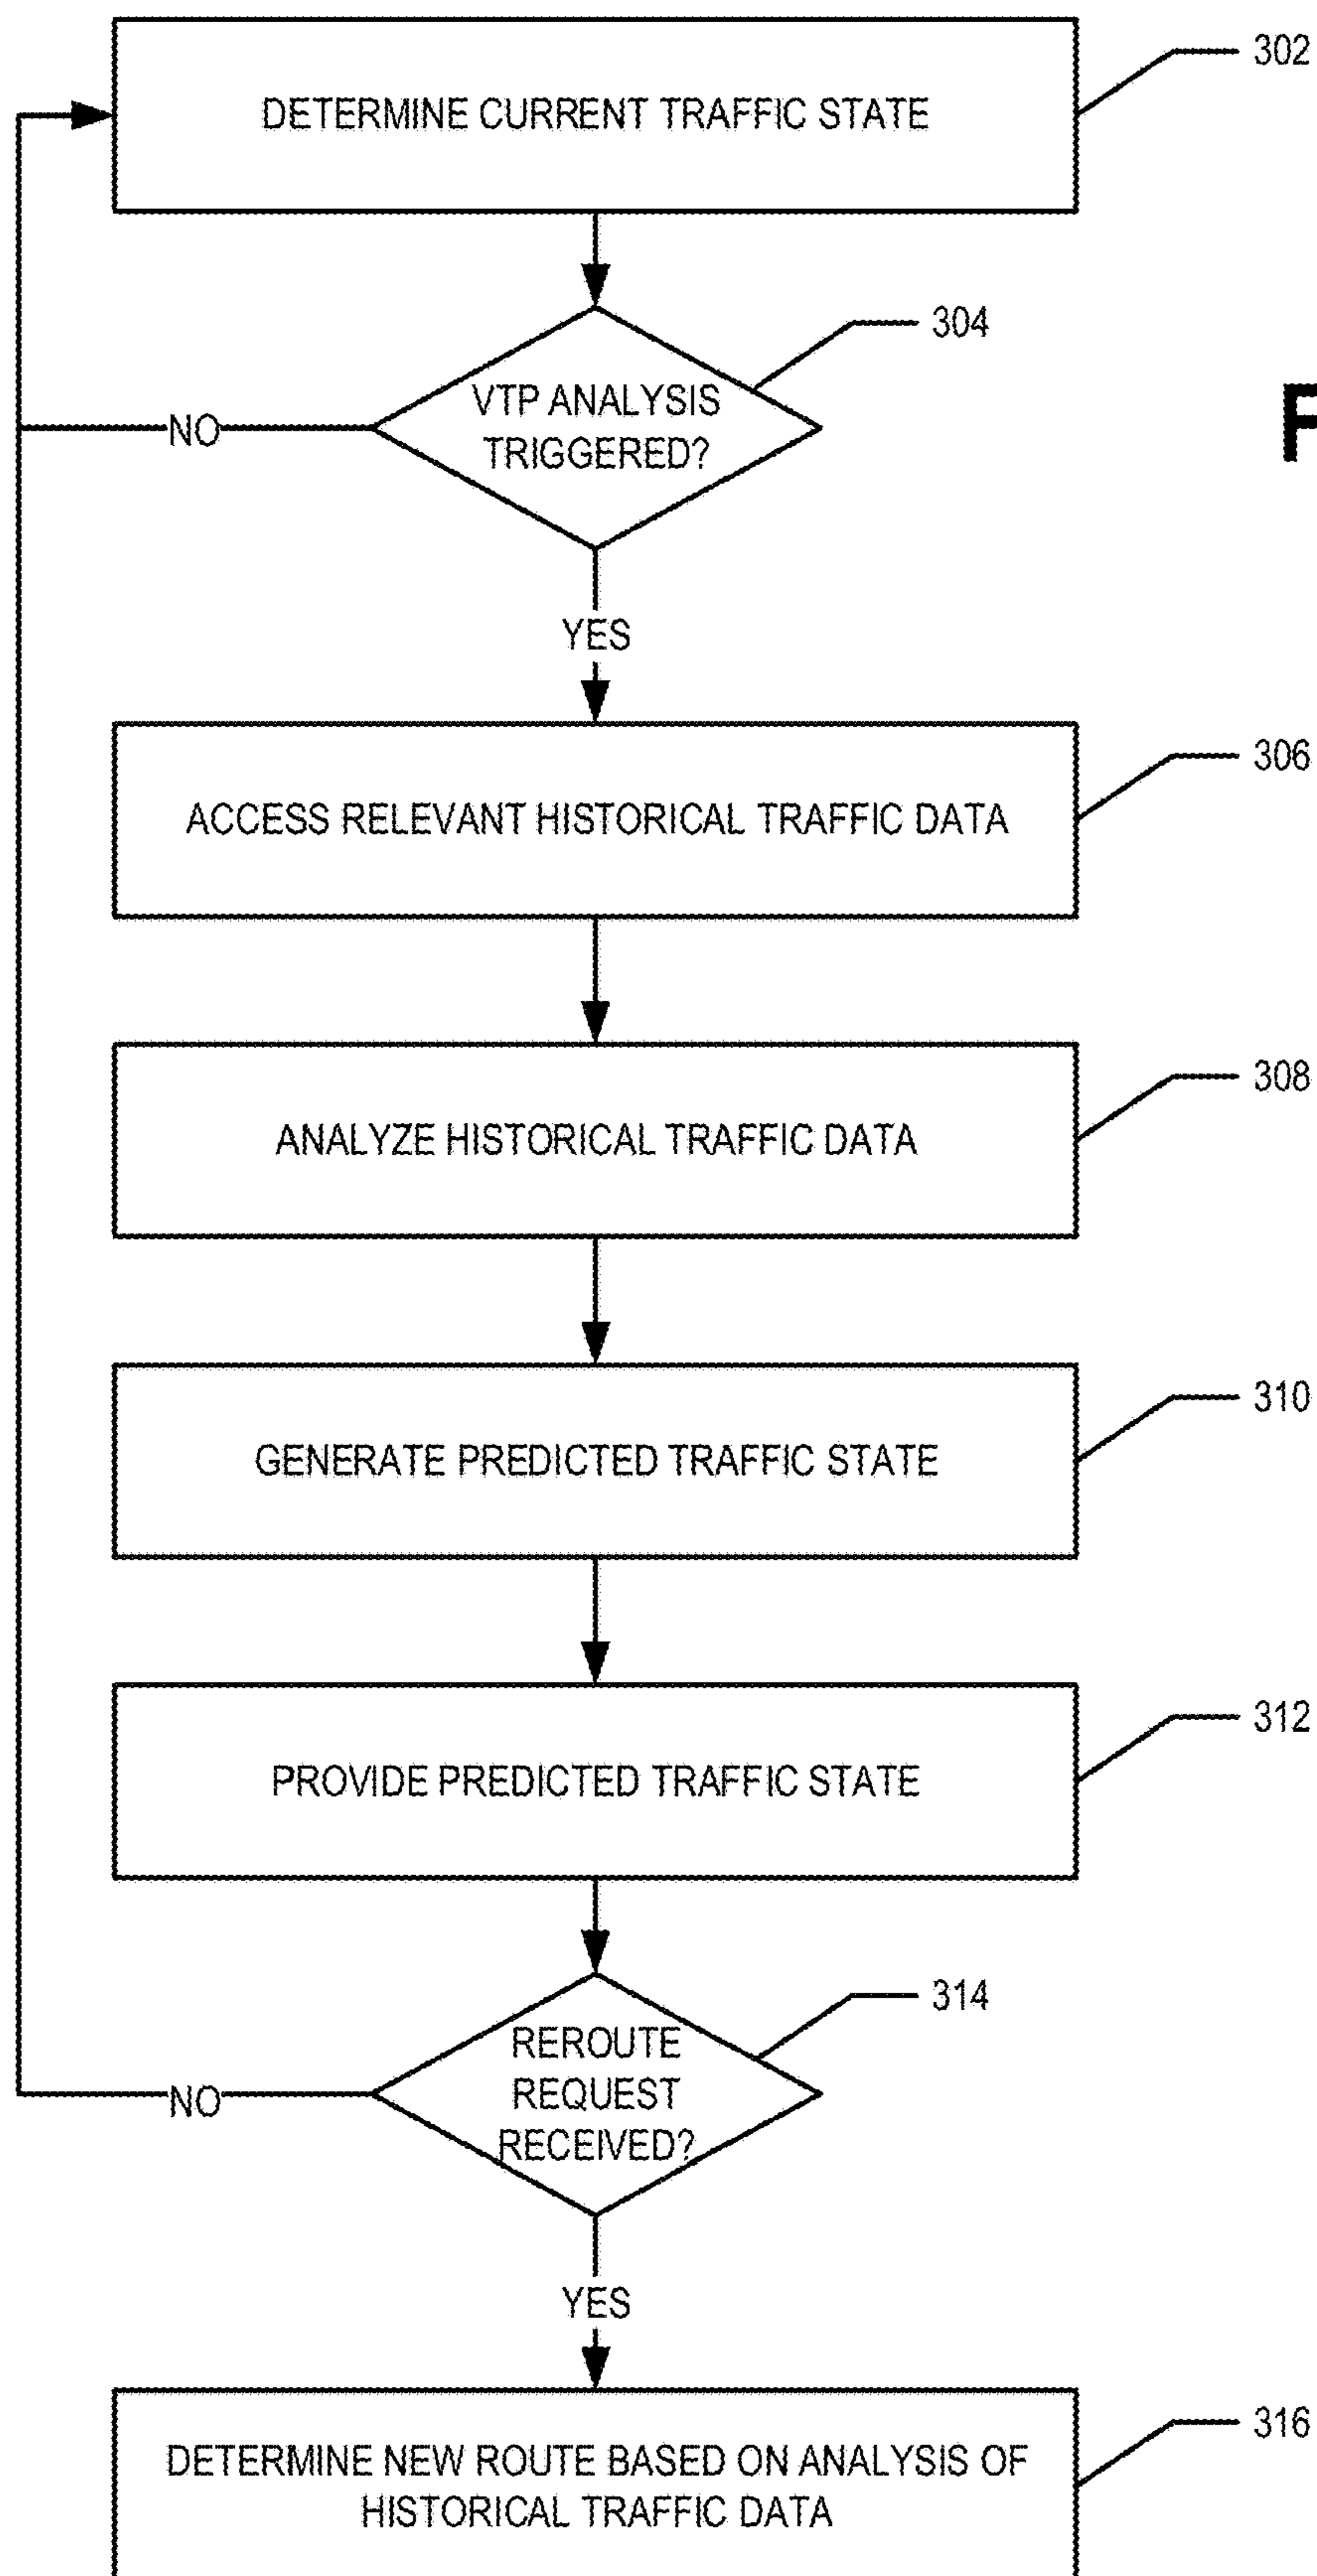 302
DETERMINE CURRENT TRAFFIC STATE
304
VTP ANALYSIS
TRIGGERED?
F
NO
YES
306
ACCESS RELEVANT HISTORICAL TRAFFIC DATA
308
ANALYZE HISTORICAL TRAFFIC DATA
310
GENERATE PREDICTED TRAFFIC STATE
312
PROVIDE PREDICTED TRAFFIC STATE
314
REROUTE
REQUEST
RECEIVED?
NO
YES
316
DETERMINE NEW ROUTE BASED ON ANALYSIS OF
HISTORICAL TRAFFIC DATA